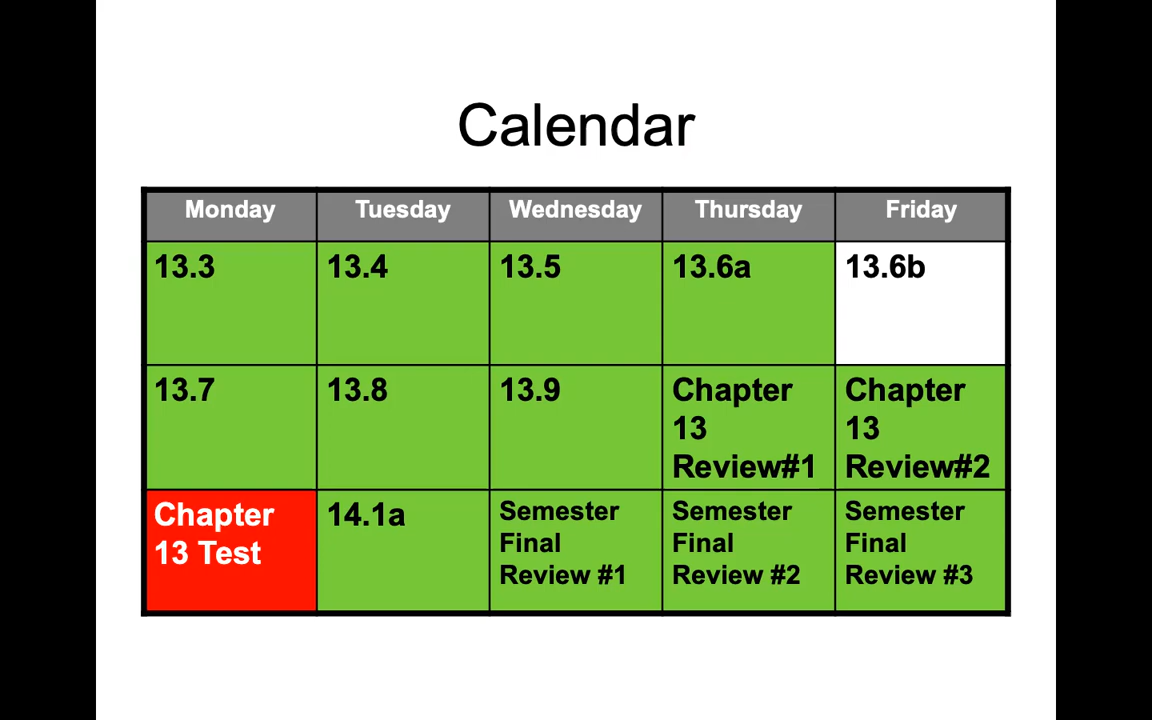 Calendar
Monday Tuesday Wednesday Thursday Friday
13.3 13.4 13.5 13.6a 13.6b
13.7 13.8 13.9
Chapter
13
Review#1
Chapter
13
Review#2
Chapter
13 Test
14.1a
Semester
Final
Review #1
Semester
Final
Review #2
Semester
Final
Review #3